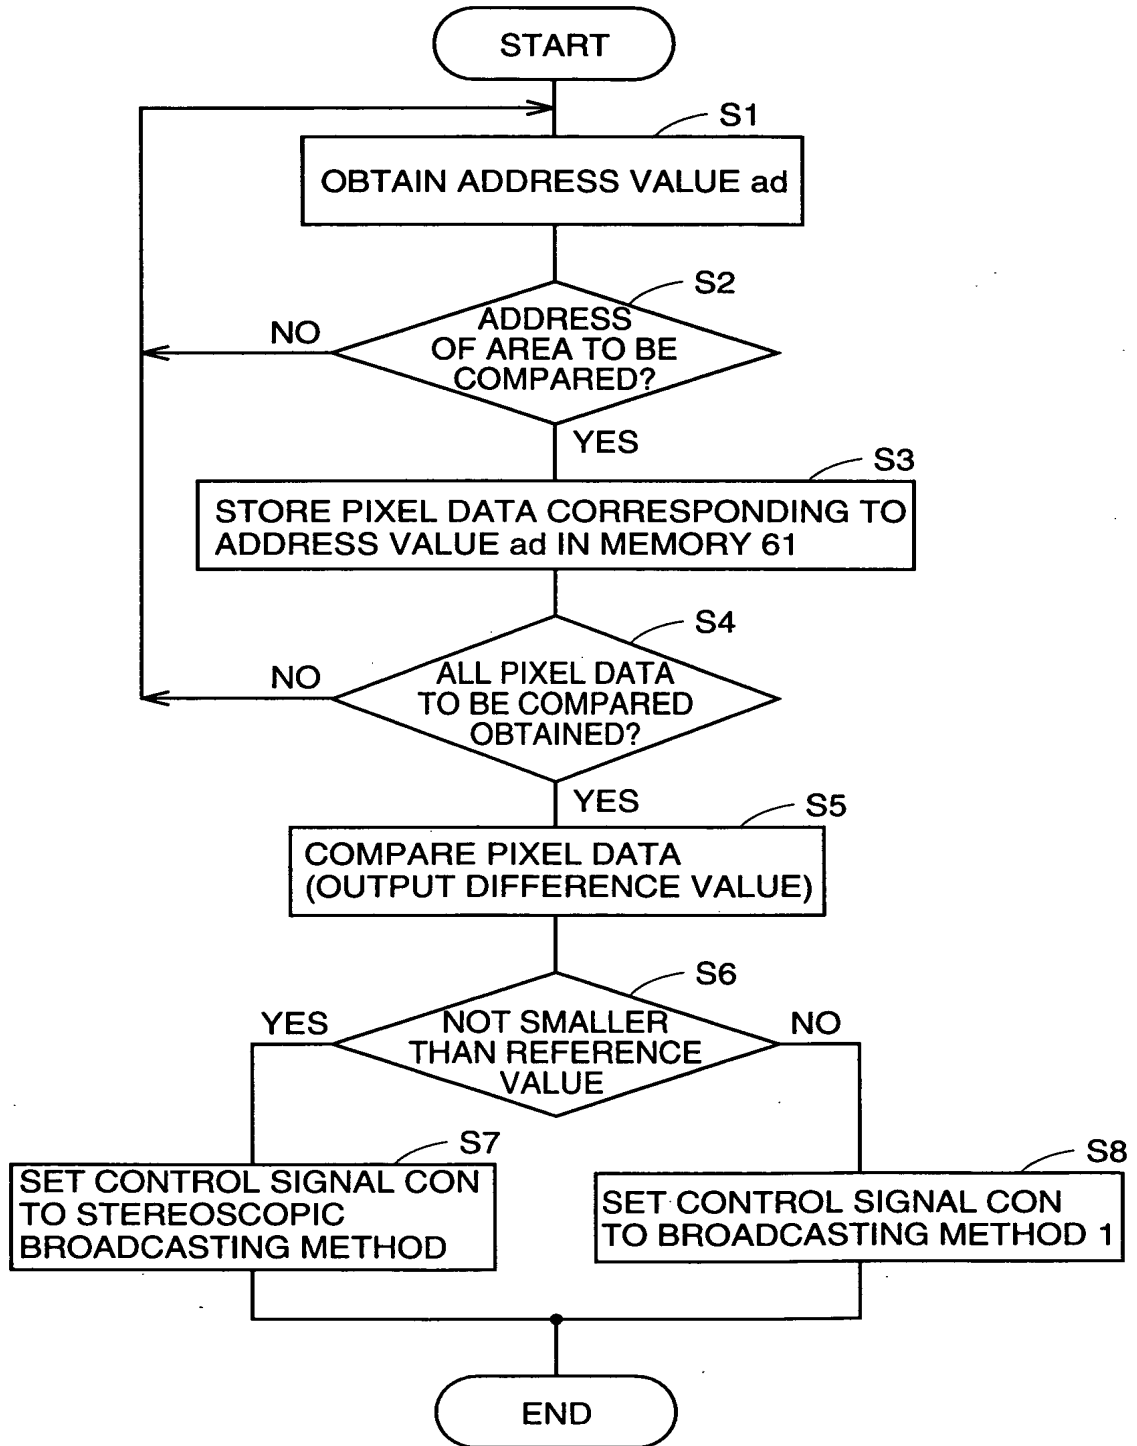 START
S1
OBTAIN ADDRESS VALUE ad
S2
ADDRESS
OF AREA TO BE
COMPARED?
NO
YES
S3
STORE PIXEL DATA CORRESPONDING TO
ADDRESS VALUE ad IN MEMORY 61
S4
ALL PIXEL DATA
TO BE COMPARED
OBTAINED?
NO
YES
S5
COMPARE PIXEL DATA
(OUTPUT DIFFERENCE VALUE)
S6
YES
NOT SMALLER
THAN REFERENCE
VALUE
NO
S7
SET CONTROL SIGNAL CON
TO STEREOSCOPIC
BROADCASTING METHOD
S8
SET CONTROL SIGNAL CON
TO BROADCASTING METHOD 1
END